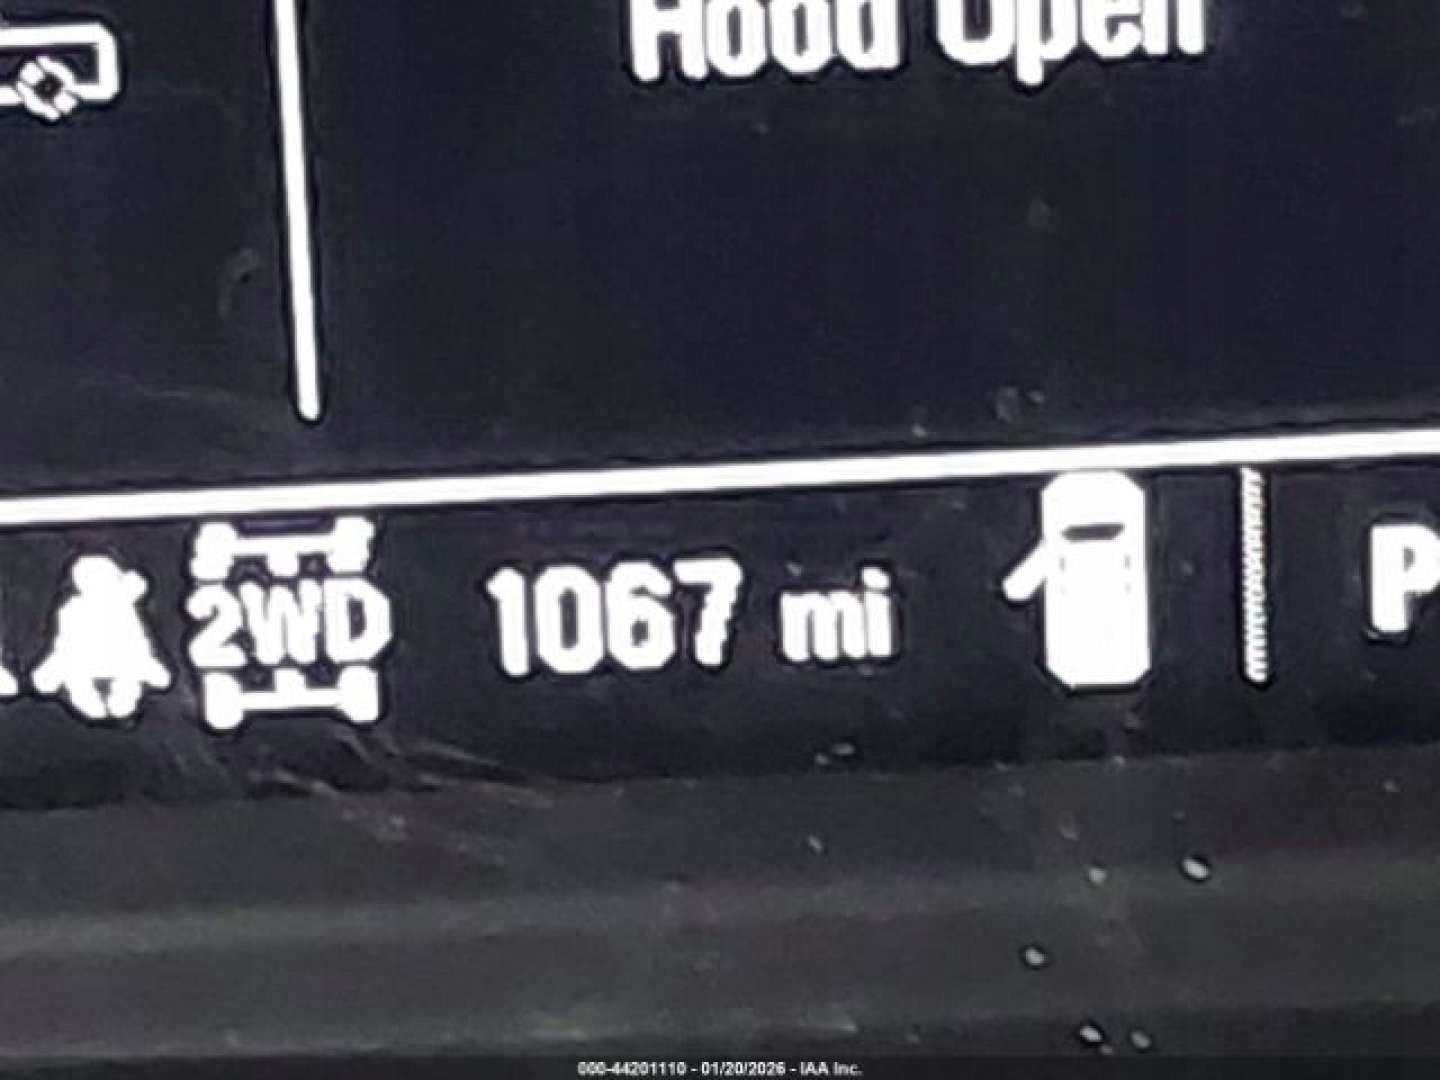 Hood Open
2WD 1067 mi P
000-44201110 - 01/20/2026 - IAA Inc.